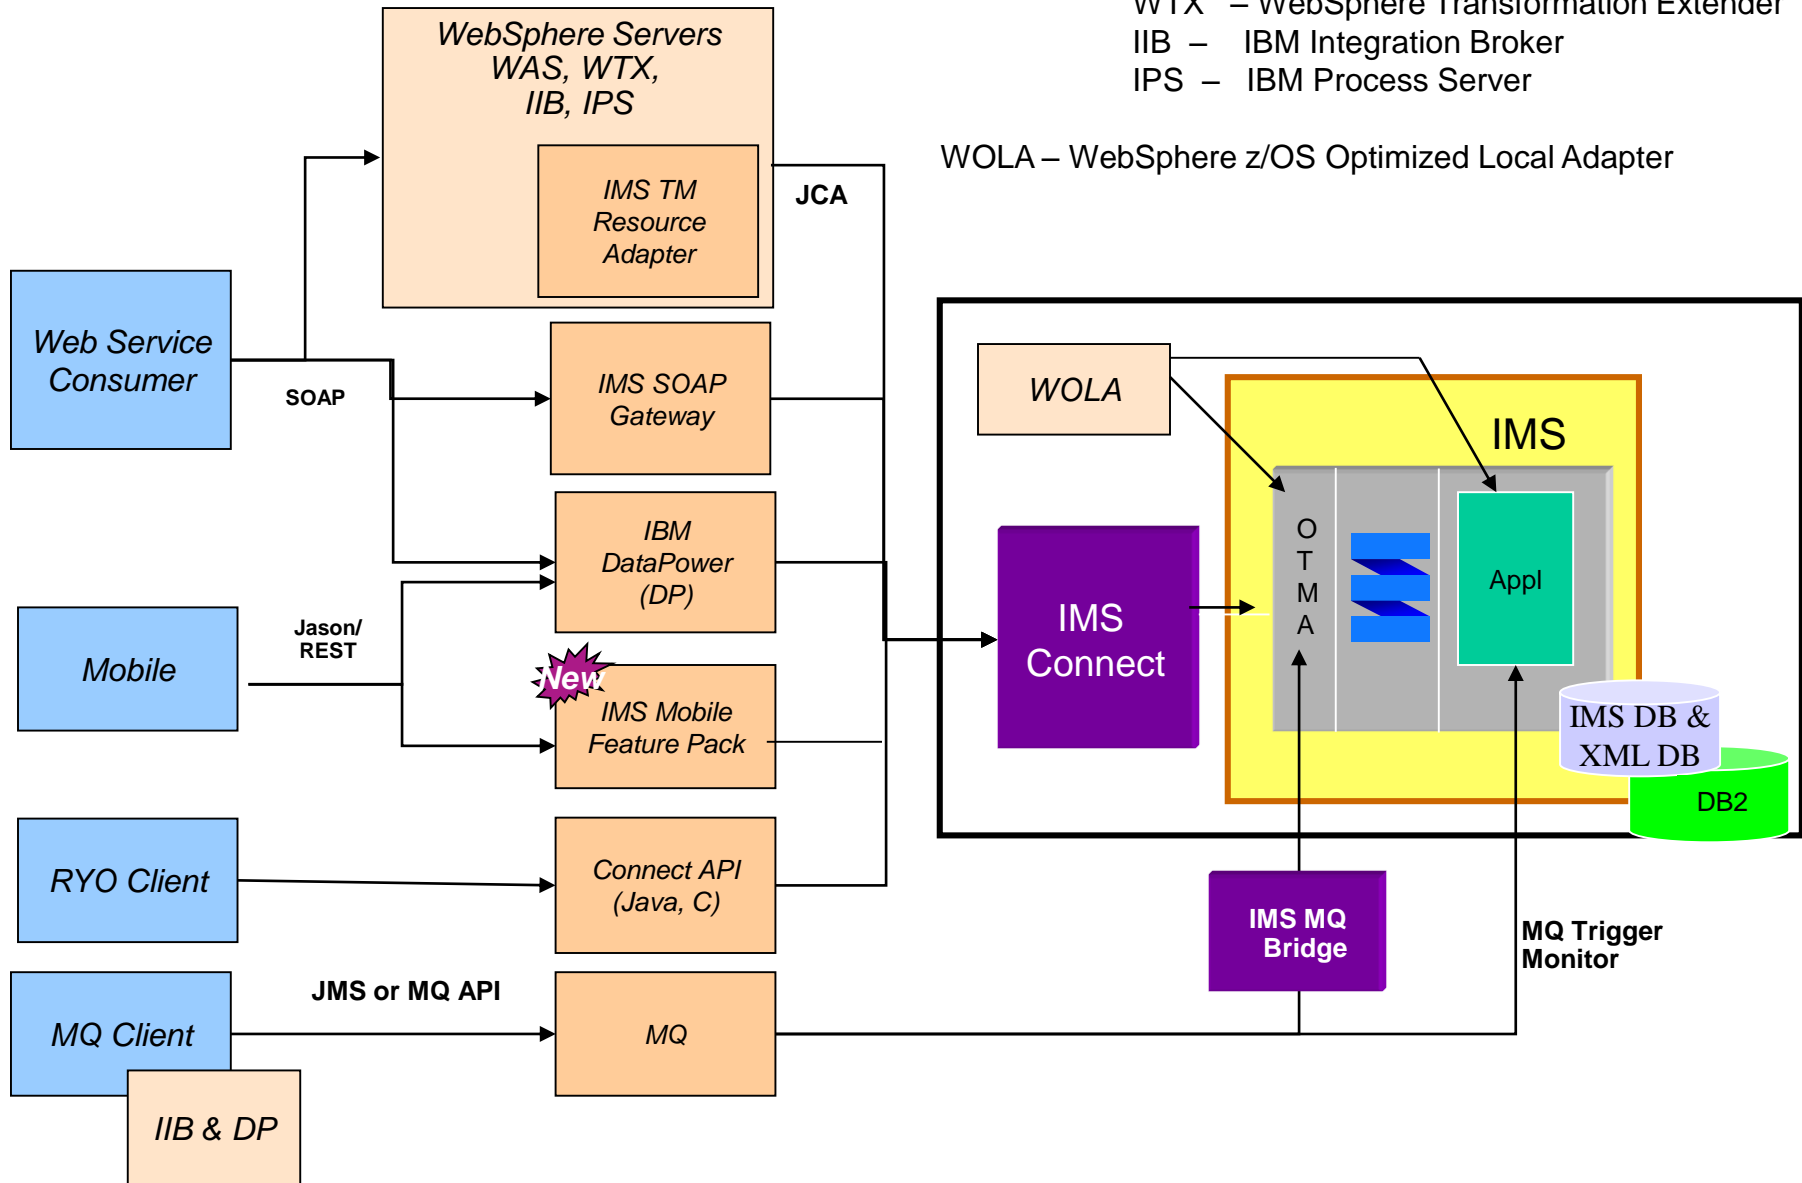 WTX – WebSphere Transformation Extender
IIB – IBM Integration Broker
IPS – IBM Process Server
WOLA – WebSphere z/OS Optimized Local Adapter
WebSphere Servers
WAS, WTX,
IIB, IPS
IMS TM
Resource
Adapter
JCA
Web Service
Consumer
SOAP
IMS SOAP
Gateway
IBM
DataPower
(DP)
Mobile
Jason/
REST
New
IMS Mobile
Feature Pack
RYO Client
Connect API
(Java, C)
MQ Client
JMS or MQ API
MQ
IIB & DP
WOLA
IMS
Connect
IMS
O
T
M
A
Appl
IMS DB &
XML DB
DB2
IMS MQ
Bridge
MQ Trigger
Monitor